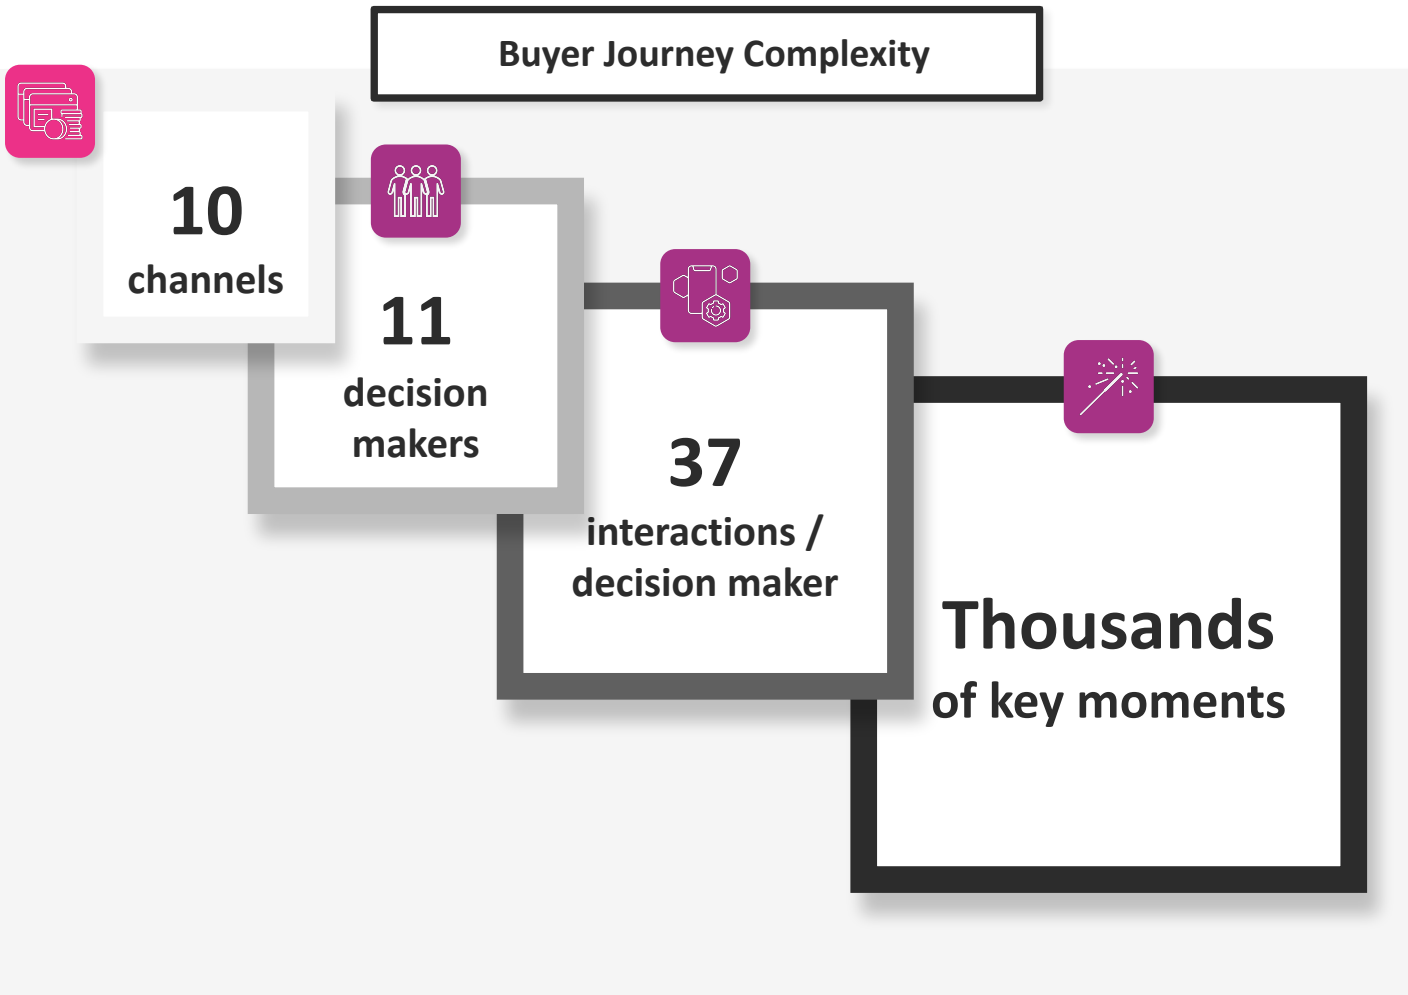 Buyer Journey Complexity
10
channels
11
decision
makers
37
interactions /
decision maker
Thousands
of key moments